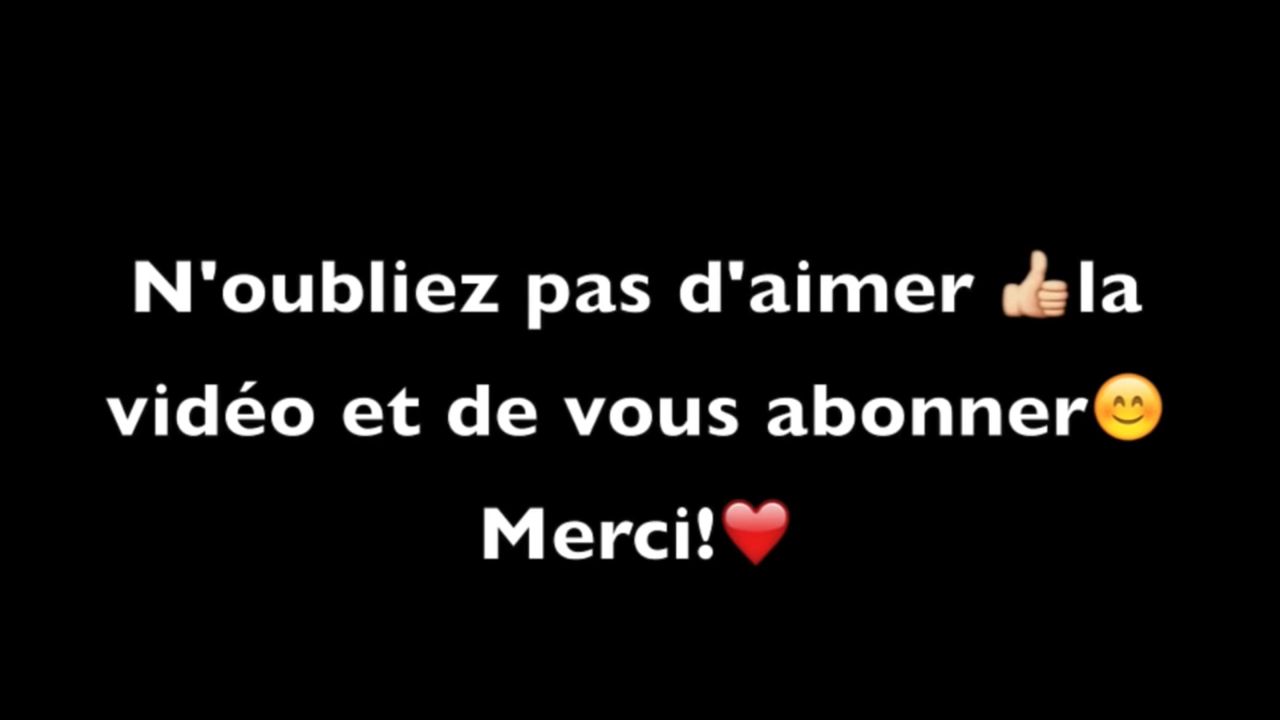 N'oubliez pas d'aimer 👍🏼la
vidéo et de vous abonner😊
Merci!❤️